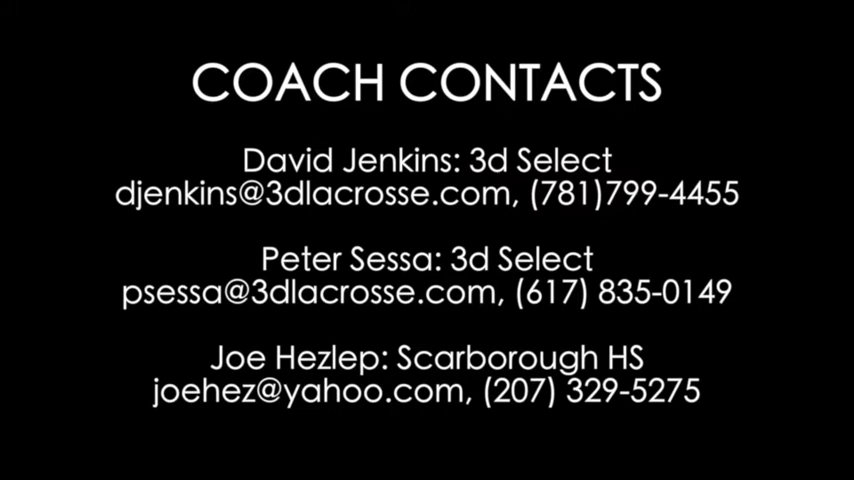 COACH CONTACTS
David Jenkins: 3d Select
djenkins@3dlacrosse.com, (781)799-4455
Peter Sessa: 3d Select
psessa@3dlacrosse.com, (617) 835-0149
Joe Hezlep: Scarborough HS
joehez@yahoo.com, (207) 329-5275